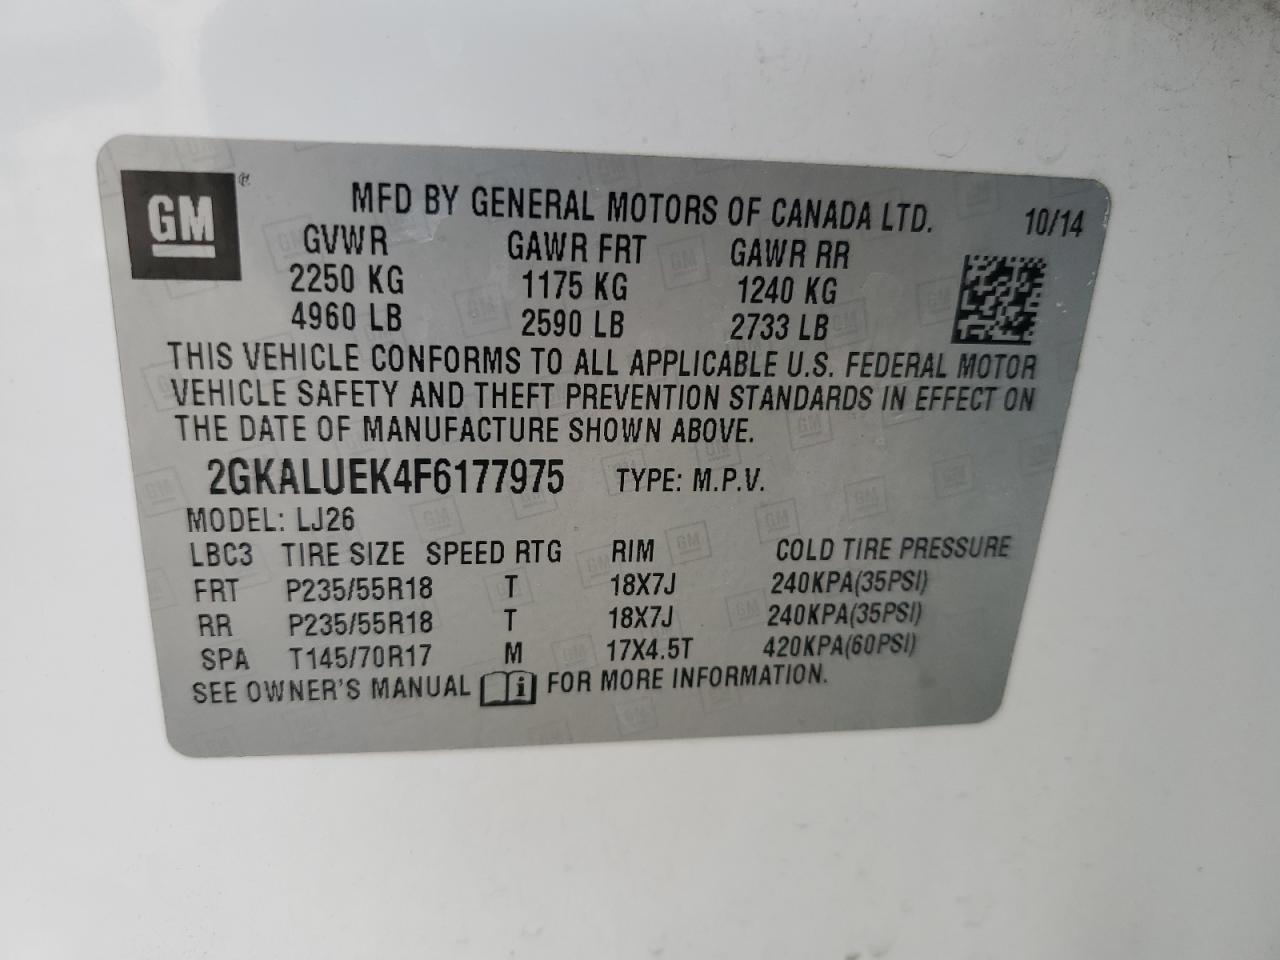 GM
MFD BY GENERAL MOTORS OF CANADA LTD. 10/14
GVWR GAWR FRT GAWR RR
2250 KG 1175 KG 1240 KG
4960 LB 2590 LB 2733 LB
THIS VEHICLE CONFORMS TO ALL APPLICABLE U.S. FEDERAL MOTOR
VEHICLE SAFETY AND THEFT PREVENTION STANDARDS IN EFFECT ON
THE DATE OF MANUFACTURE SHOWN ABOVE.
2GKALUEK4F6177975 TYPE: M.P.V.
MODEL: LJ26
LBC3 TIRE SIZE SPEED RTG RIM COLD TIRE PRESSURE
FRT P235/55R18 T 18X7J 240KPA(35PSI)
RR P235/55R18 T 18X7J 240KPA(35PSI)
SPA T145/70R17 M 17X4.5T 420KPA(60PSI)
SEE OWNER'S MANUAL FOR MORE INFORMATION.